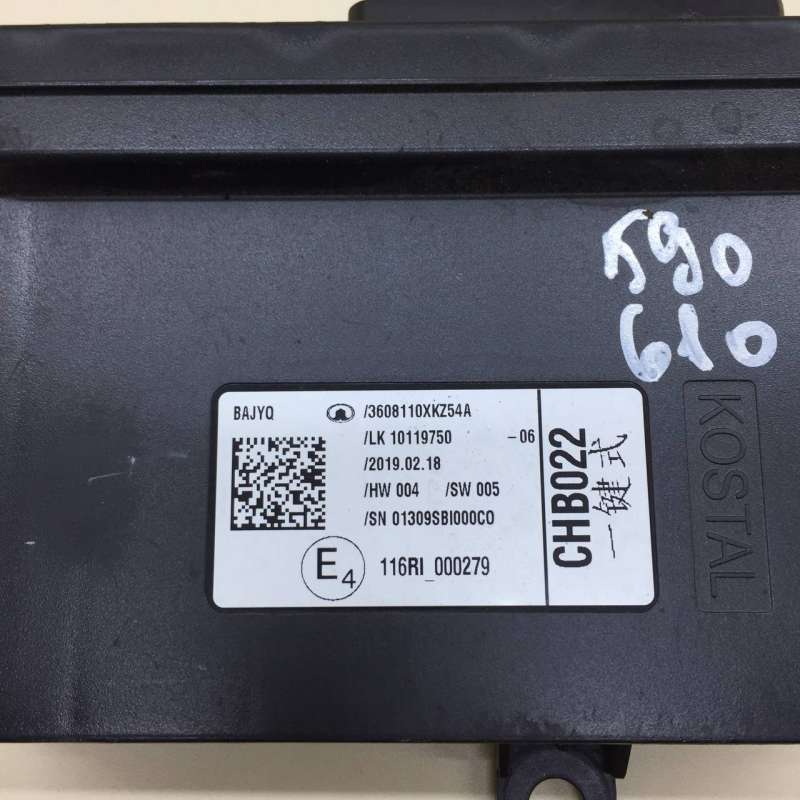 590
610
KOSTAL
BAJYQ
/3608110XKZ54A
/LK 10119750 -06
/2019.02.18
/HW 004 /SW 005
/SN 01309SBI000CO
E4
116RI_000279
CHB022
一键式